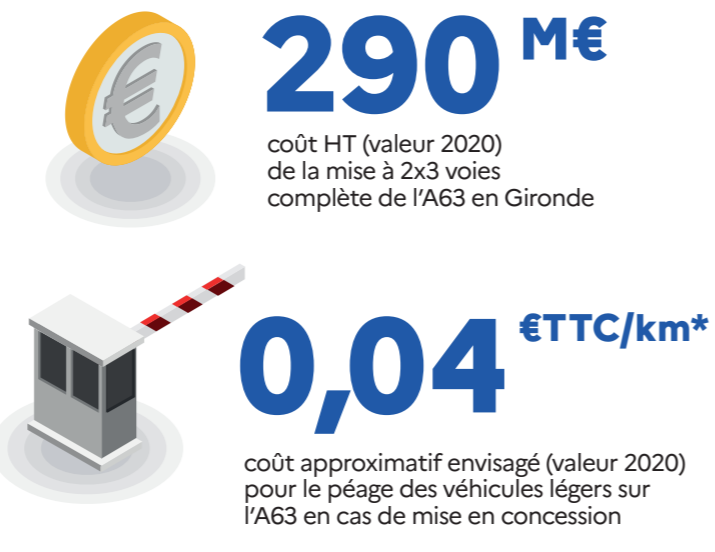 290 M€
coût HT (valeur 2020)
de la mise à 2x3 voies
complète de l'A63 en Gironde
0,04 €TTC/km*
coût approximatif envisagé (valeur 2020)
pour le péage des véhicules légers sur
l'A63 en cas de mise en concession